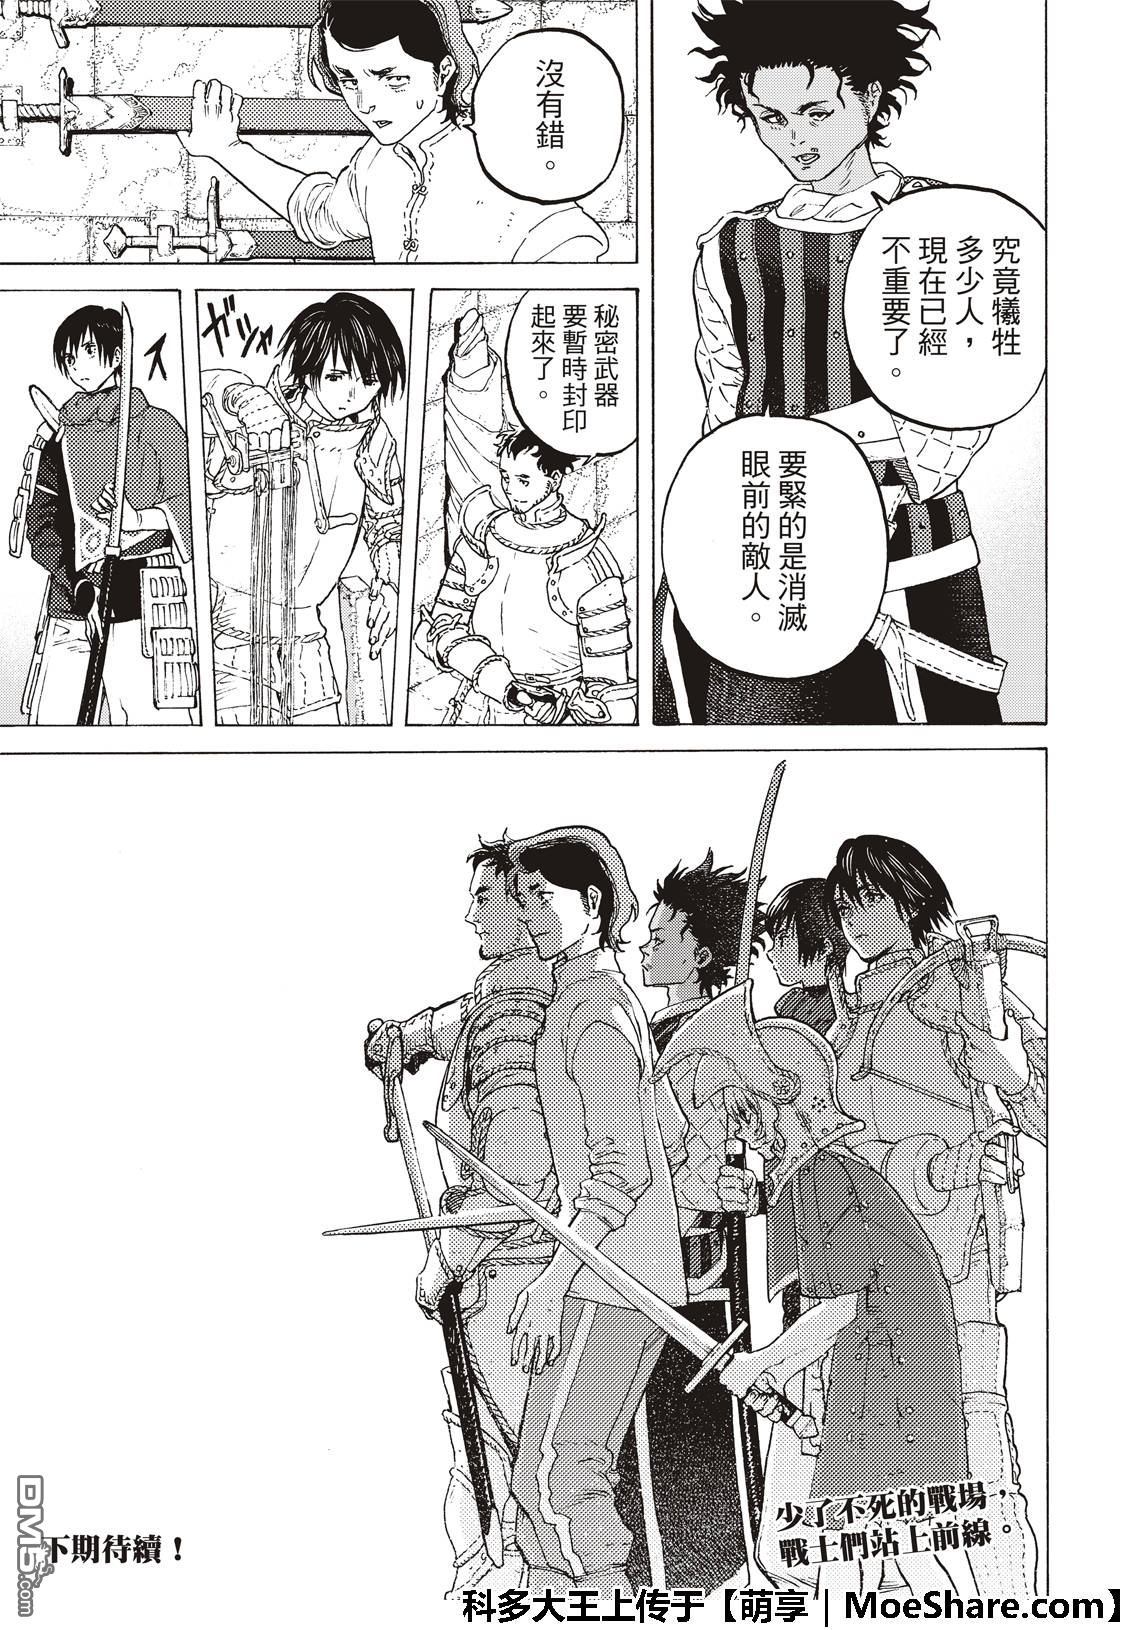 究竟犧牲
多少人，
現在已經
不重要了。
要緊的是消滅
眼前的敵人。
沒有錯。
秘密武器
要暫時封印
起來了。
ガシャ
ス
少了不死的戰場，
戰士們站上前線。
下期待續！
DM5.com
科多大王上传于【萌享｜MoeShare.com】